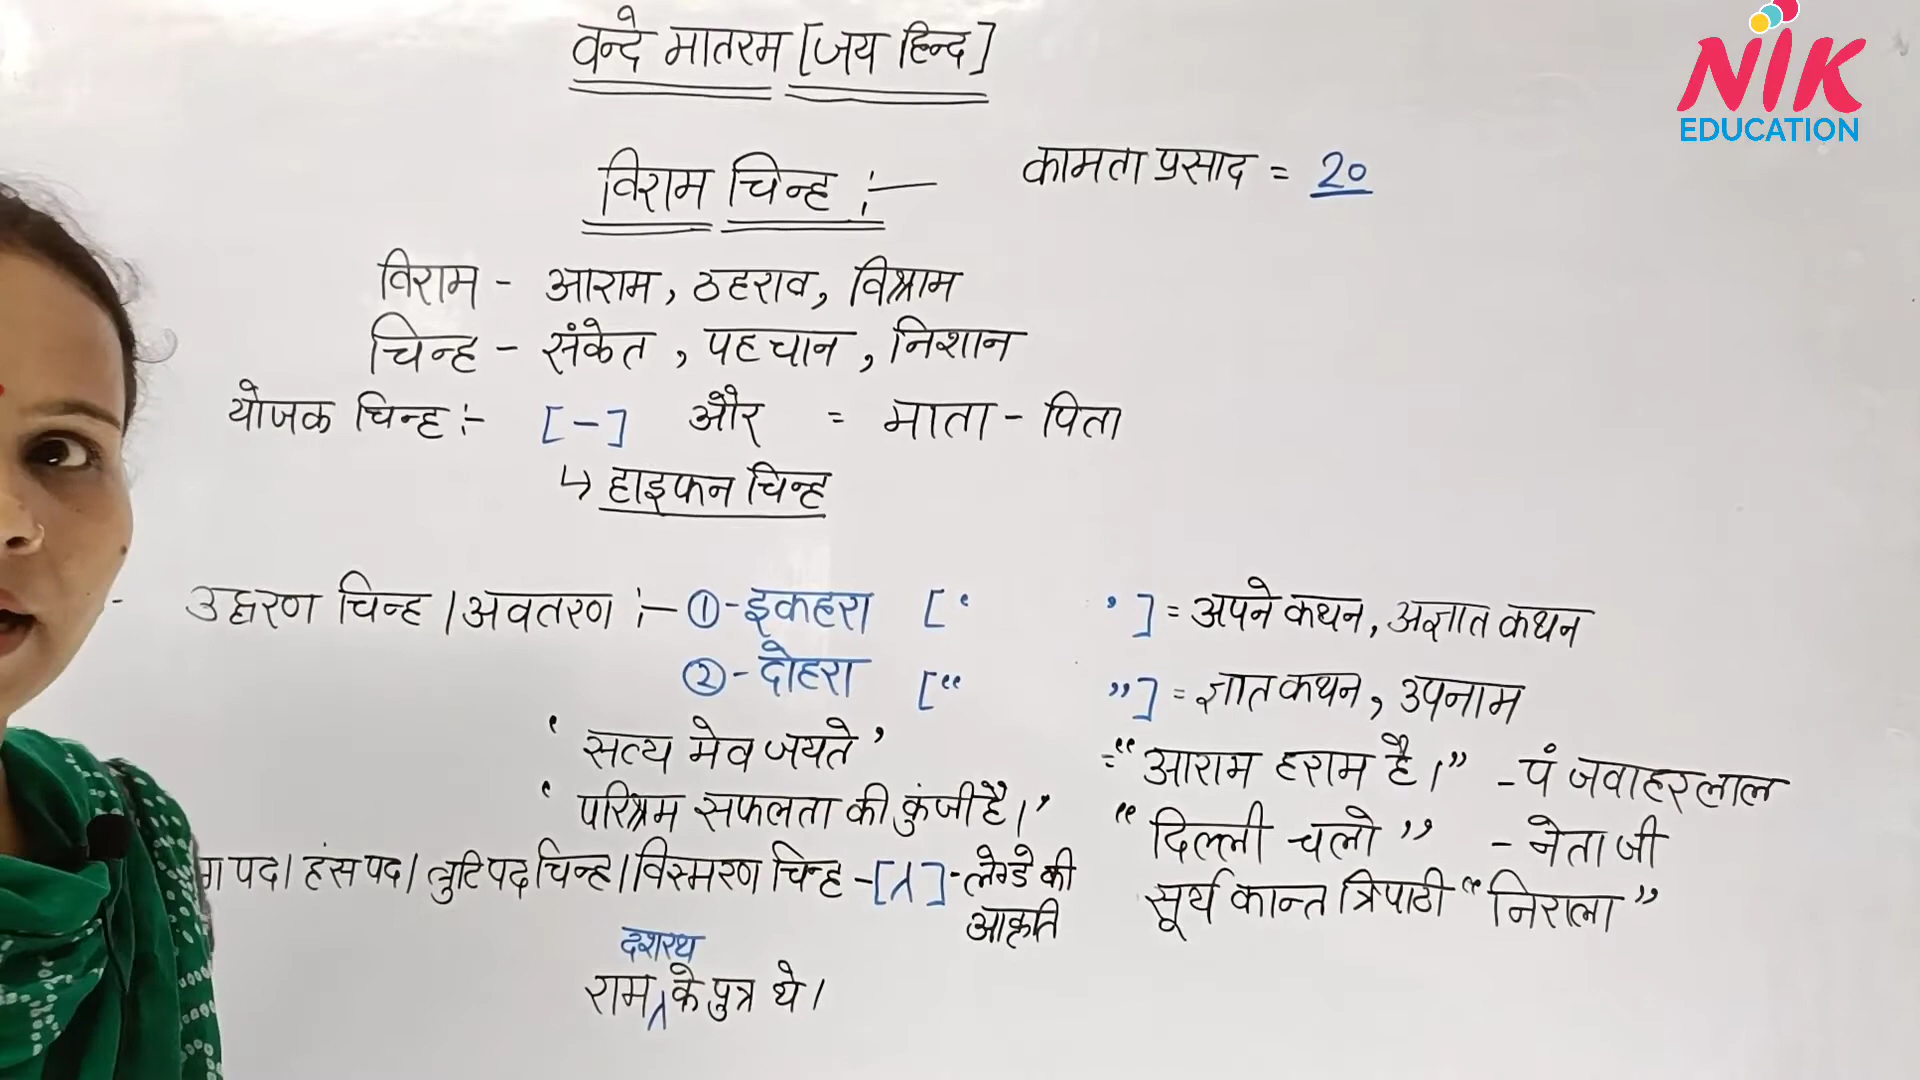 वन्दे मातरम [जय हिन्द]
NIK
EDUCATION
विराम चिन्ह :-
कामता प्रसाद = 20
विराम - आराम, ठहराव, विश्राम
चिन्ह - संकेत, पहचान, निशान
योजक चिन्ह :- [-] और = माता - पिता
↳ हाइफन चिन्ह
उद्धरण चिन्ह / अवतरण :- ①-इकहरा [‘ ’] = अपने कथन, अज्ञात कथन
②-दोहरा [“ ”] = ज्ञात कथन, उपनाम
‘सत्य मेव जयते’
=“आराम हराम है।” - पं जवाहरलाल
‘परिश्रम सफलता की कुंजी है।’
“दिल्ली चलो” - नेता जी
पद / हंसपद / त्रुटिपद चिन्ह / विस्मरण चिन्ह - [⁁] - लेग्डे की
आकृति
सूर्य कान्त त्रिपाठी “निराला”
दशरथ
राम⁁के पुत्र थे।